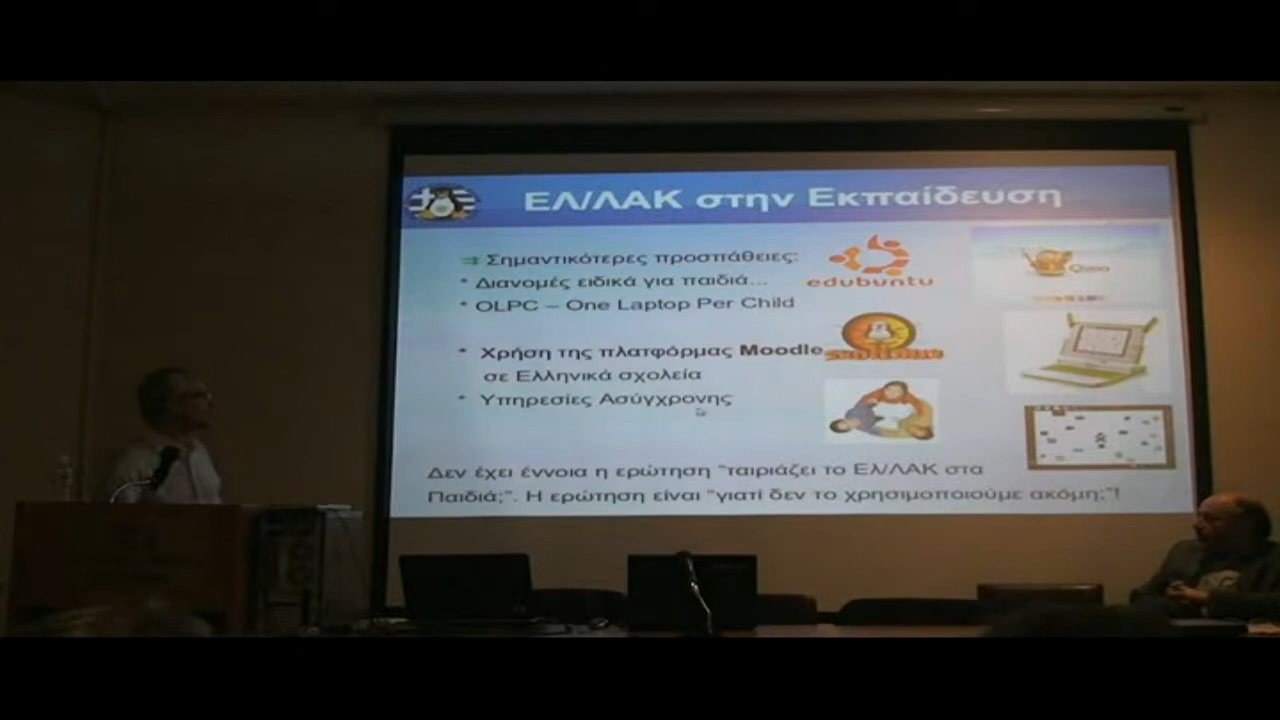 ΕΛ/ΛΑΚ στην Εκπαίδευση
⇒ Σημαντικότερες προσπάθειες:
* Διανομές ειδικά για παιδιά...
* OLPC – One Laptop Per Child
* Χρήση της πλατφόρμας Moodle
σε Ελληνικά σχολεία
* Υπηρεσίες Ασύγχρονης
Δεν έχει έννοια η ερώτηση "ταιριάζει το Ελ/ΛΑΚ στα
Παιδιά;". Η ερώτηση είναι "γιατί δεν το χρησιμοποιούμε ακόμη;"!
edubuntu
Qimo